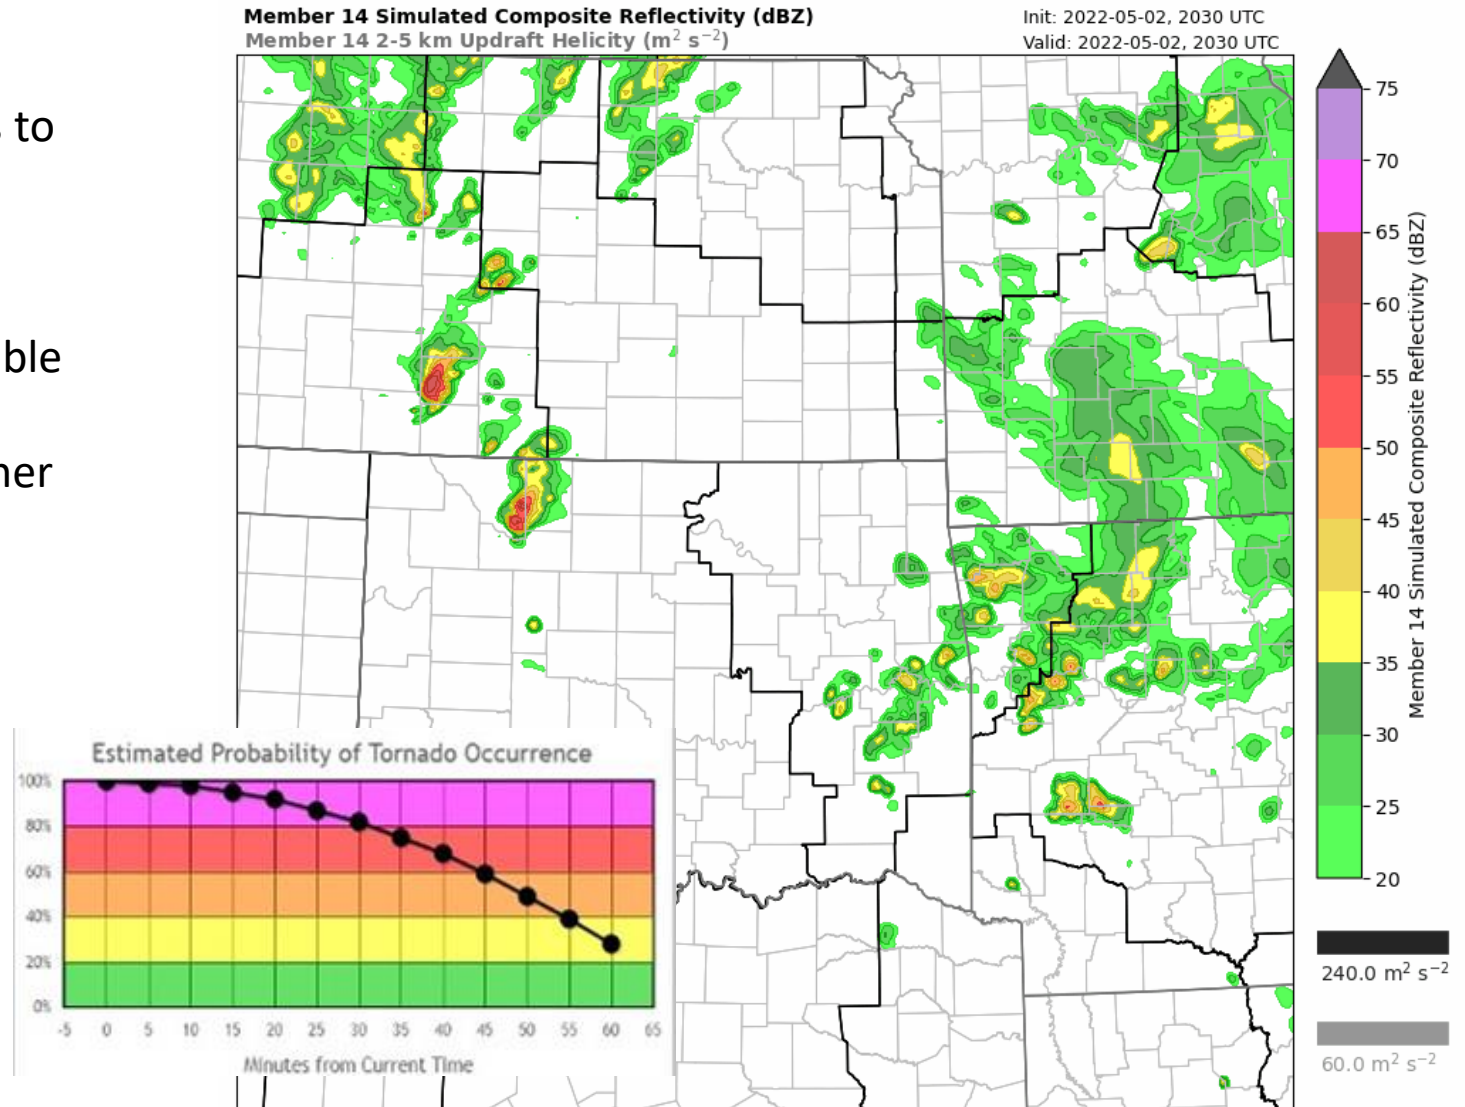 Member 14 Simulated Composite Reflectivity (dBZ)
Member 14 2-5 km Updraft Helicity (m² s⁻²)
Init: 2022-05-02, 2030 UTC
Valid: 2022-05-02, 2030 UTC
s to
ble
ner
75
70
65
60
55
50
45
40
35
30
25
20
Member 14 Simulated Composite Reflectivity (dBZ)
240.0 m² s⁻²
60.0 m² s⁻²
Estimated Probability of Tornado Occurrence
100%
80%
60%
40%
20%
0%
-5 0 5 10 15 20 25 30 35 40 45 50 55 60 65
Minutes from Current Time